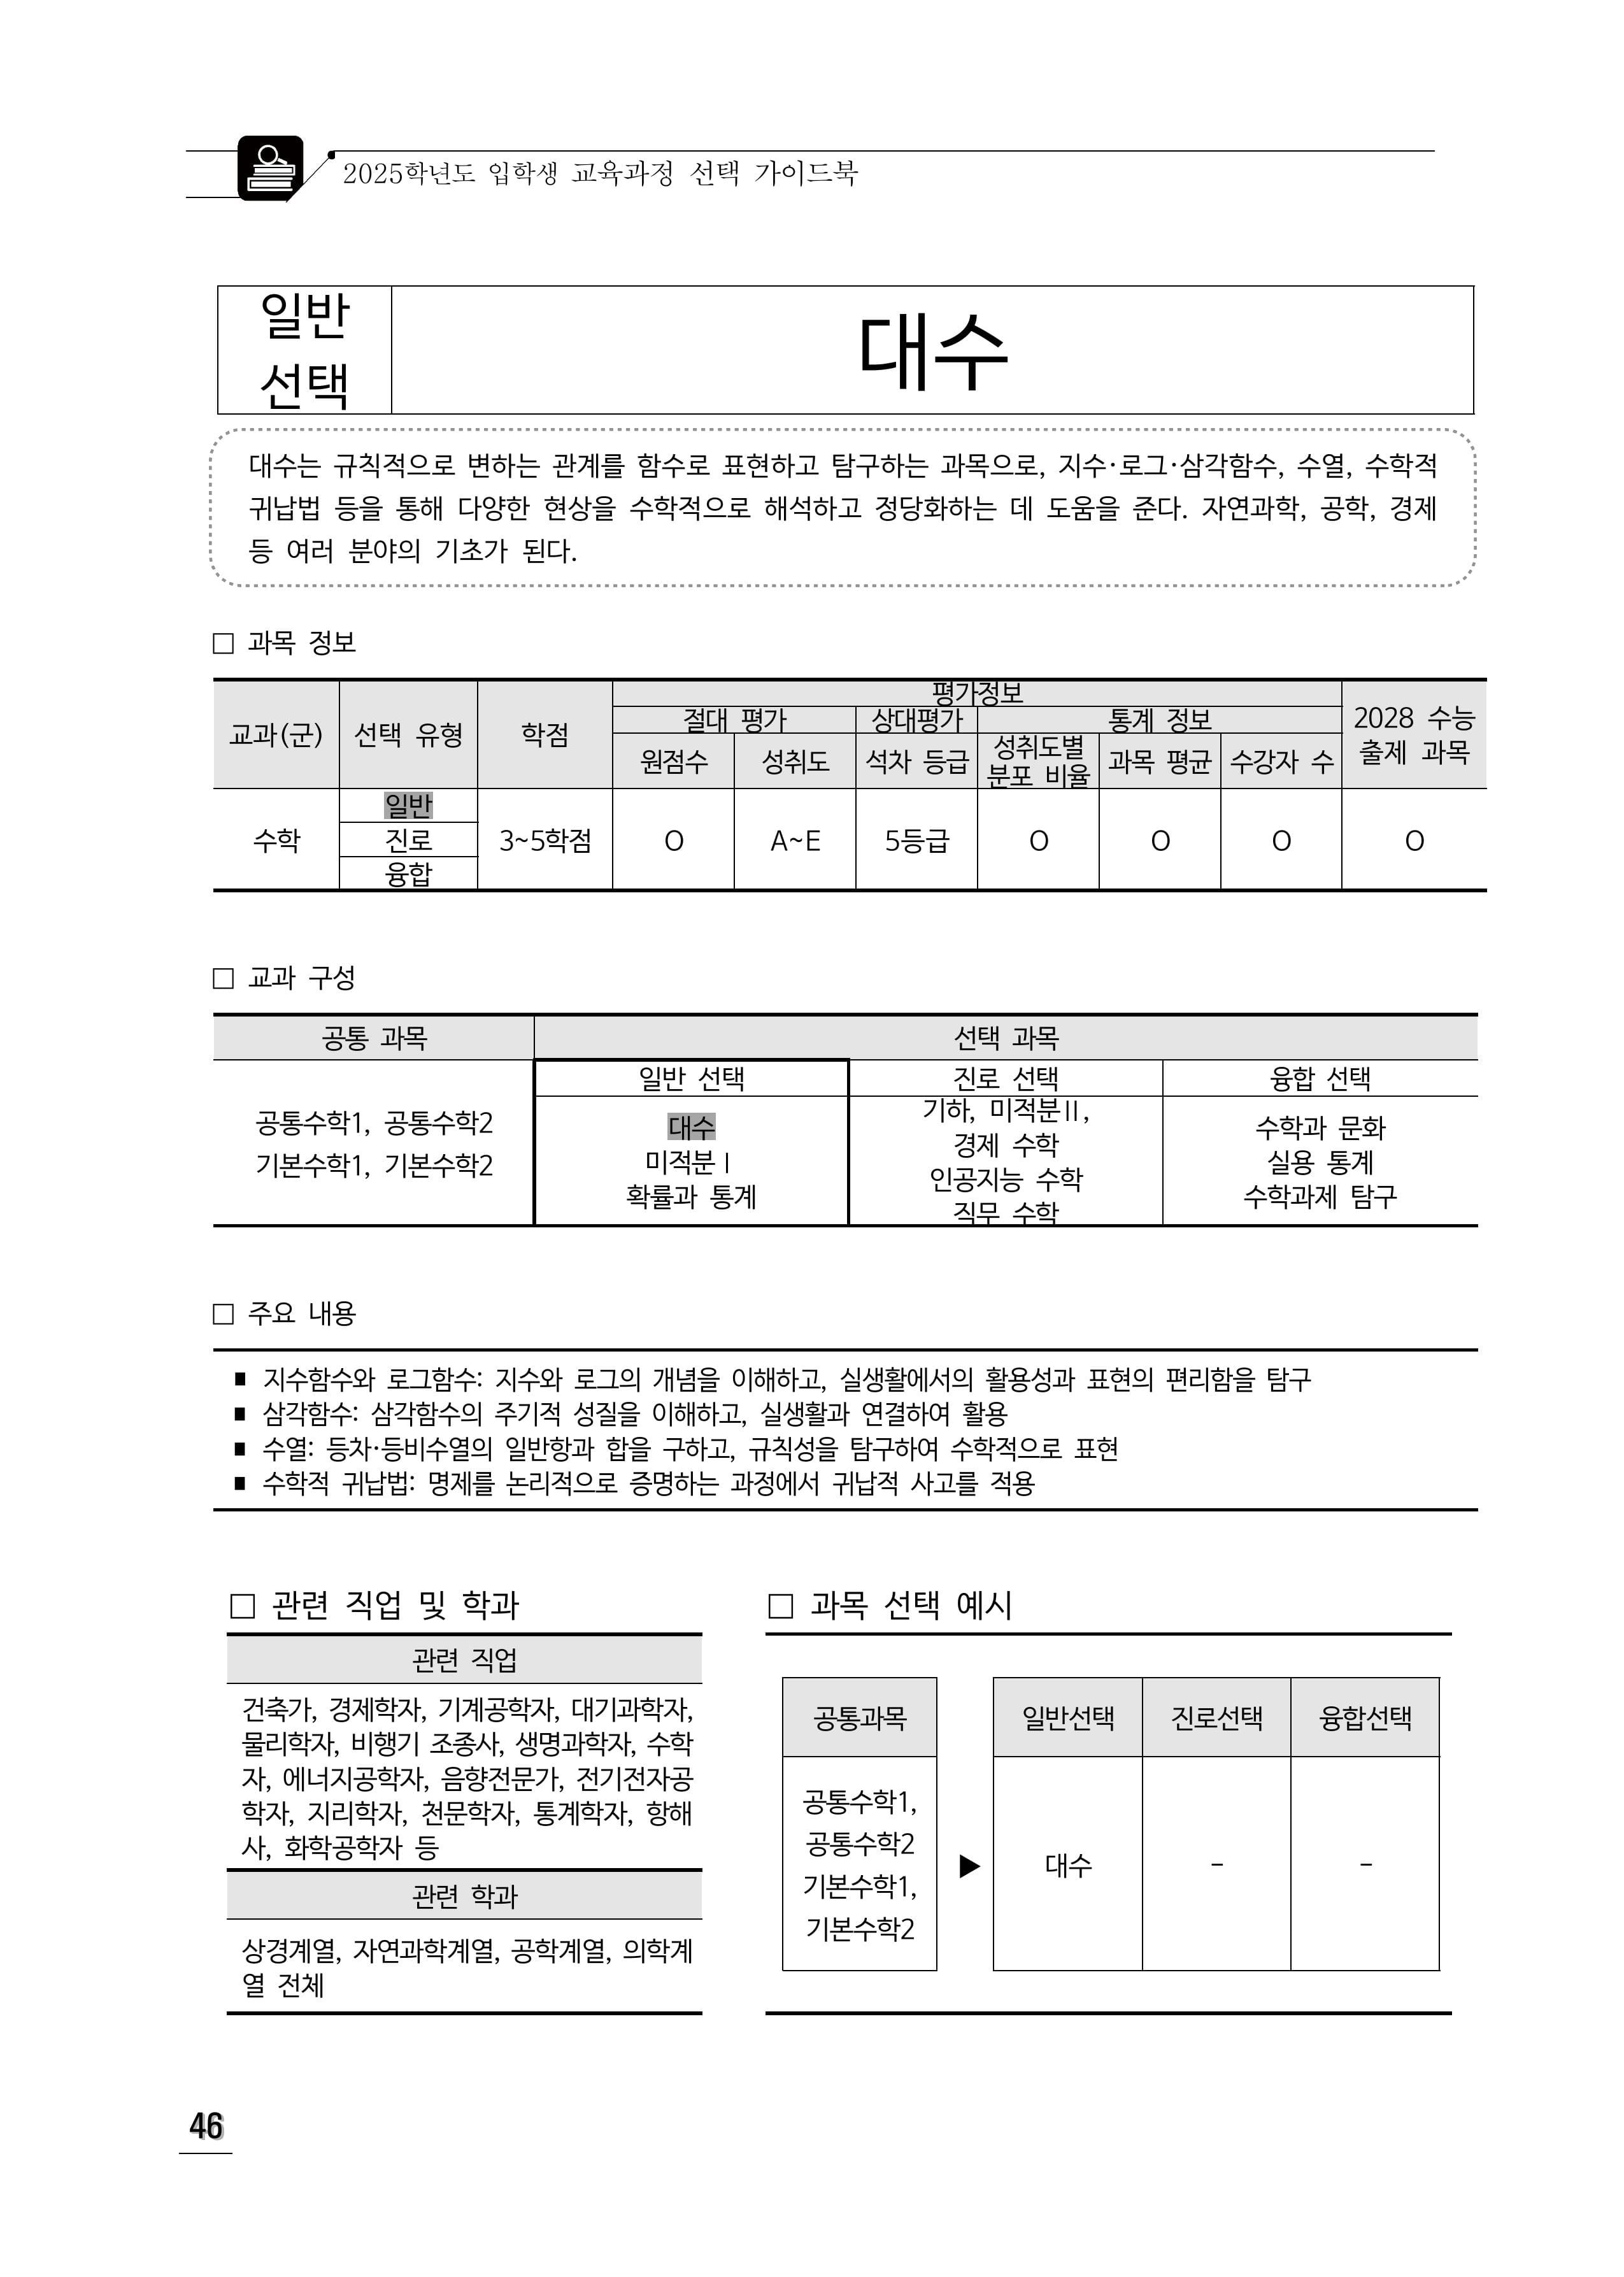 2025학년도 입학생 교육과정 선택 가이드북
일반
선택
대수
대수는 규칙적으로 변하는 관계를 함수로 표현하고 탐구하는 과목으로, 지수·로그·삼각함수, 수열, 수학적
귀납법 등을 통해 다양한 현상을 수학적으로 해석하고 정당화하는 데 도움을 준다. 자연과학, 공학, 경제
등 여러 분야의 기초가 된다.
□ 과목 정보
교과(군) 선택 유형 학점 평가정보 2028 수능
출제 과목
절대 평가 상대평가 통계 정보
원점수 성취도 석차 등급 성취도별
분포 비율 과목 평균 수강자 수
수학 일반 3~5학점 O A~E 5등급 O O O O
진로
융합
□ 교과 구성
공통 과목 선택 과목
일반 선택 진로 선택 융합 선택
공통수학1, 공통수학2
기본수학1, 기본수학2
대수
미적분Ⅰ
확률과 통계
기하, 미적분Ⅱ,
경제 수학
인공지능 수학
직무 수학
수학과 문화
실용 통계
수학과제 탐구
□ 주요 내용
■ 지수함수와 로그함수: 지수와 로그의 개념을 이해하고, 실생활에서의 활용성과 표현의 편리함을 탐구
■ 삼각함수: 삼각함수의 주기적 성질을 이해하고, 실생활과 연결하여 활용
■ 수열: 등차·등비수열의 일반항과 합을 구하고, 규칙성을 탐구하여 수학적으로 표현
■ 수학적 귀납법: 명제를 논리적으로 증명하는 과정에서 귀납적 사고를 적용
□ 관련 직업 및 학과
관련 직업
건축가, 경제학자, 기계공학자, 대기과학자,
물리학자, 비행기 조종사, 생명과학자, 수학
자, 에너지공학자, 음향전문가, 전기전자공
학자, 지리학자, 천문학자, 통계학자, 항해
사, 화학공학자 등
관련 학과
상경계열, 자연과학계열, 공학계열, 의학계
열 전체
□ 과목 선택 예시
공통과목
공통수학1,
공통수학2
기본수학1,
기본수학2
▶
일반선택 진로선택 융합선택
대수 – –
46